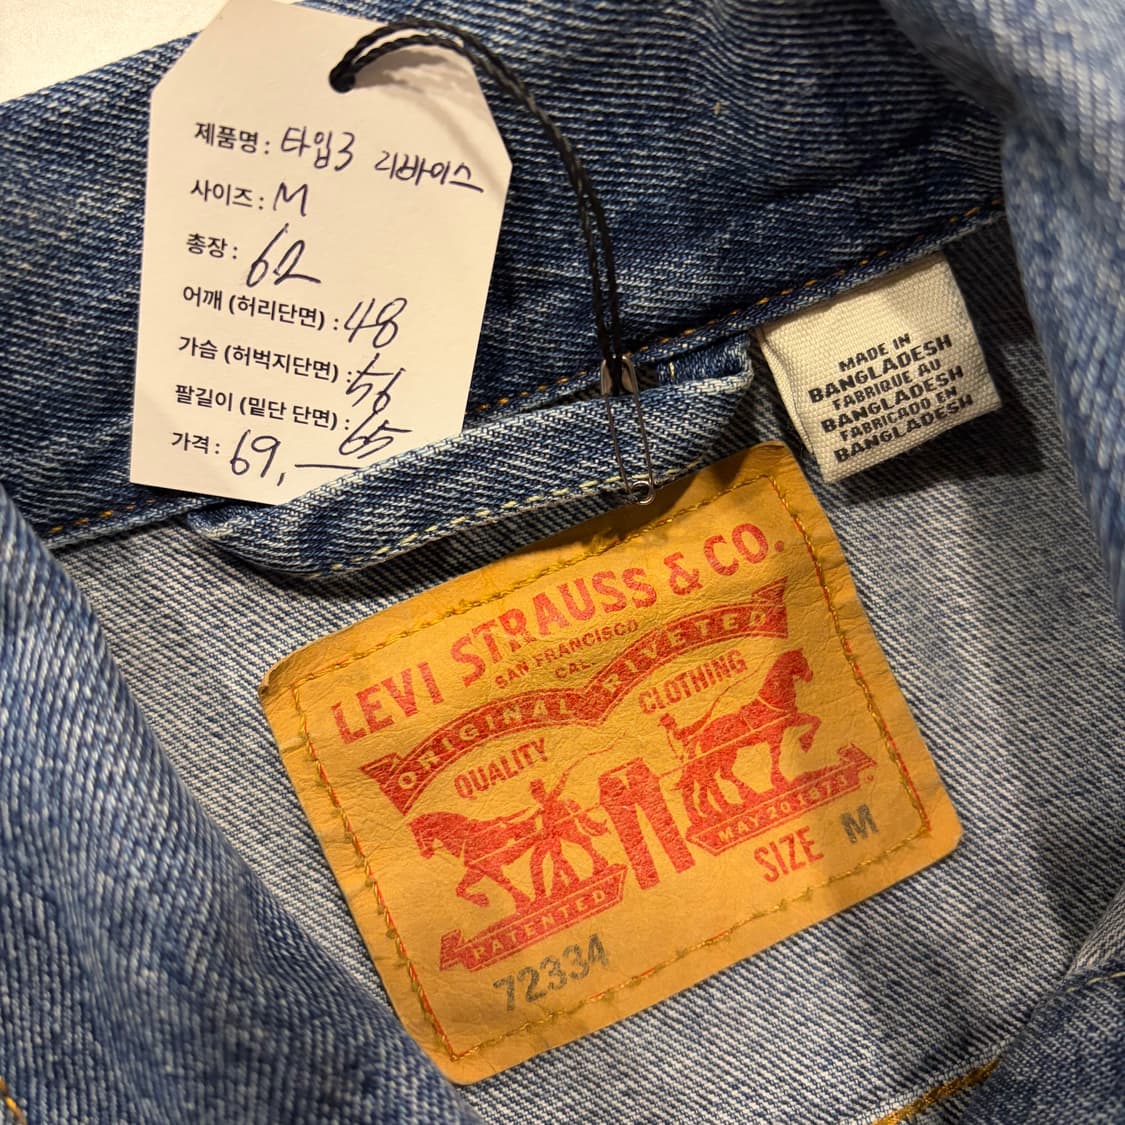 제품명 : 타입3 리바이스
사이즈 : M
총장 : 62
어깨 (허리단면) : 48
가슴 (허벅지단면) : 56
팔길이 (밑단 단면) : 65
가격 : 69,—
MADE IN
BANGLADESH
FABRIQUE AU
BANGLADESH
FABRICADO EN
BANGLADESH
LEVI STRAUSS & CO.
SAN FRANCISCO
CAL
ORIGINAL RIVETED
QUALITY CLOTHING
PATENTED MAY 20 1873
SIZE M
72334